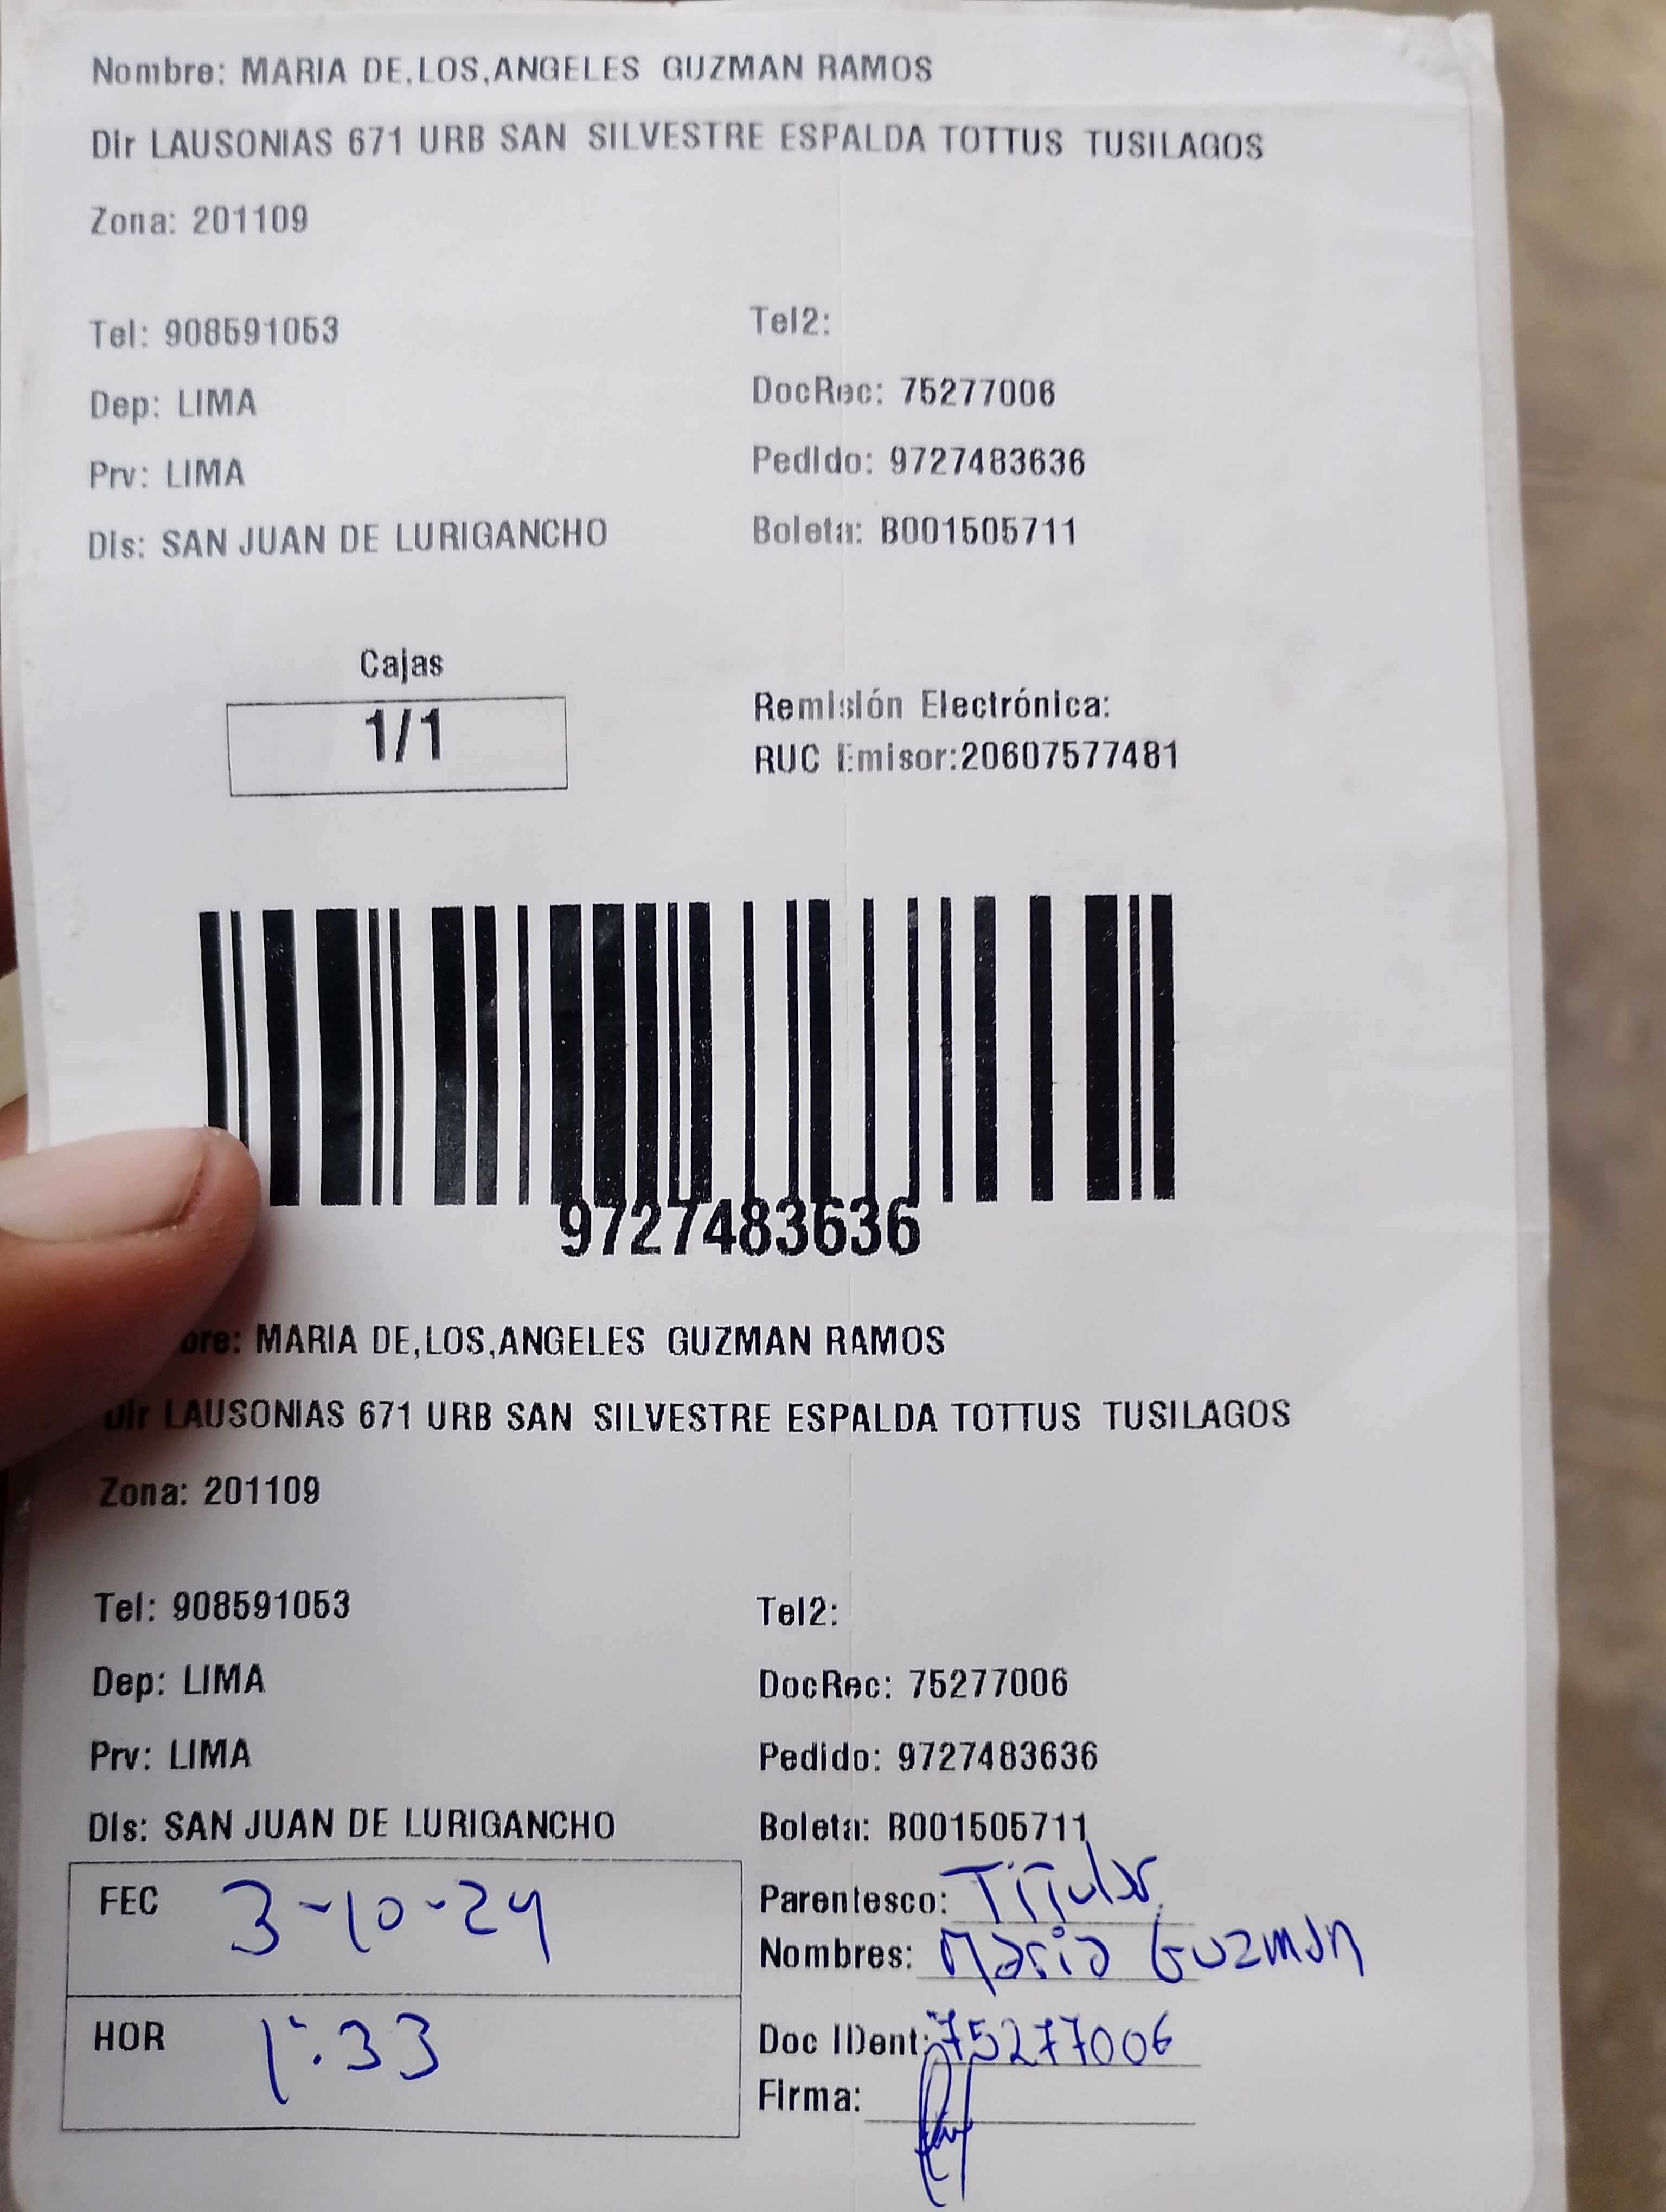 Nombre: MARIA DE,LOS,ANGELES GUZMAN RAMOS
Dir LAUSONIAS 671 URB SAN SILVESTRE ESPALDA TOTTUS TUSILAGOS
Zona: 201109
Tel: 908591053 Tel2:
Dep: LIMA DocRec: 75277006
Prv: LIMA Pedido: 9727483636
Dis: SAN JUAN DE LURIGANCHO Boleta: B001505711
Cajas
1/1
Remisión Electrónica:
RUC Emisor:20607577481
9727483636
bre: MARIA DE,LOS,ANGELES GUZMAN RAMOS
Dir LAUSONIAS 671 URB SAN SILVESTRE ESPALDA TOTTUS TUSILAGOS
Zona: 201109
Tel: 908591053 Tel2:
Dep: LIMA DocRec: 75277006
Prv: LIMA Pedido: 9727483636
Dis: SAN JUAN DE LURIGANCHO Boleta: B001505711
FEC 3-10-24
HOR 1:33
Parentesco: Titular
Nombres: Maria Guzman
Doc IDent: 75277006
Firma: